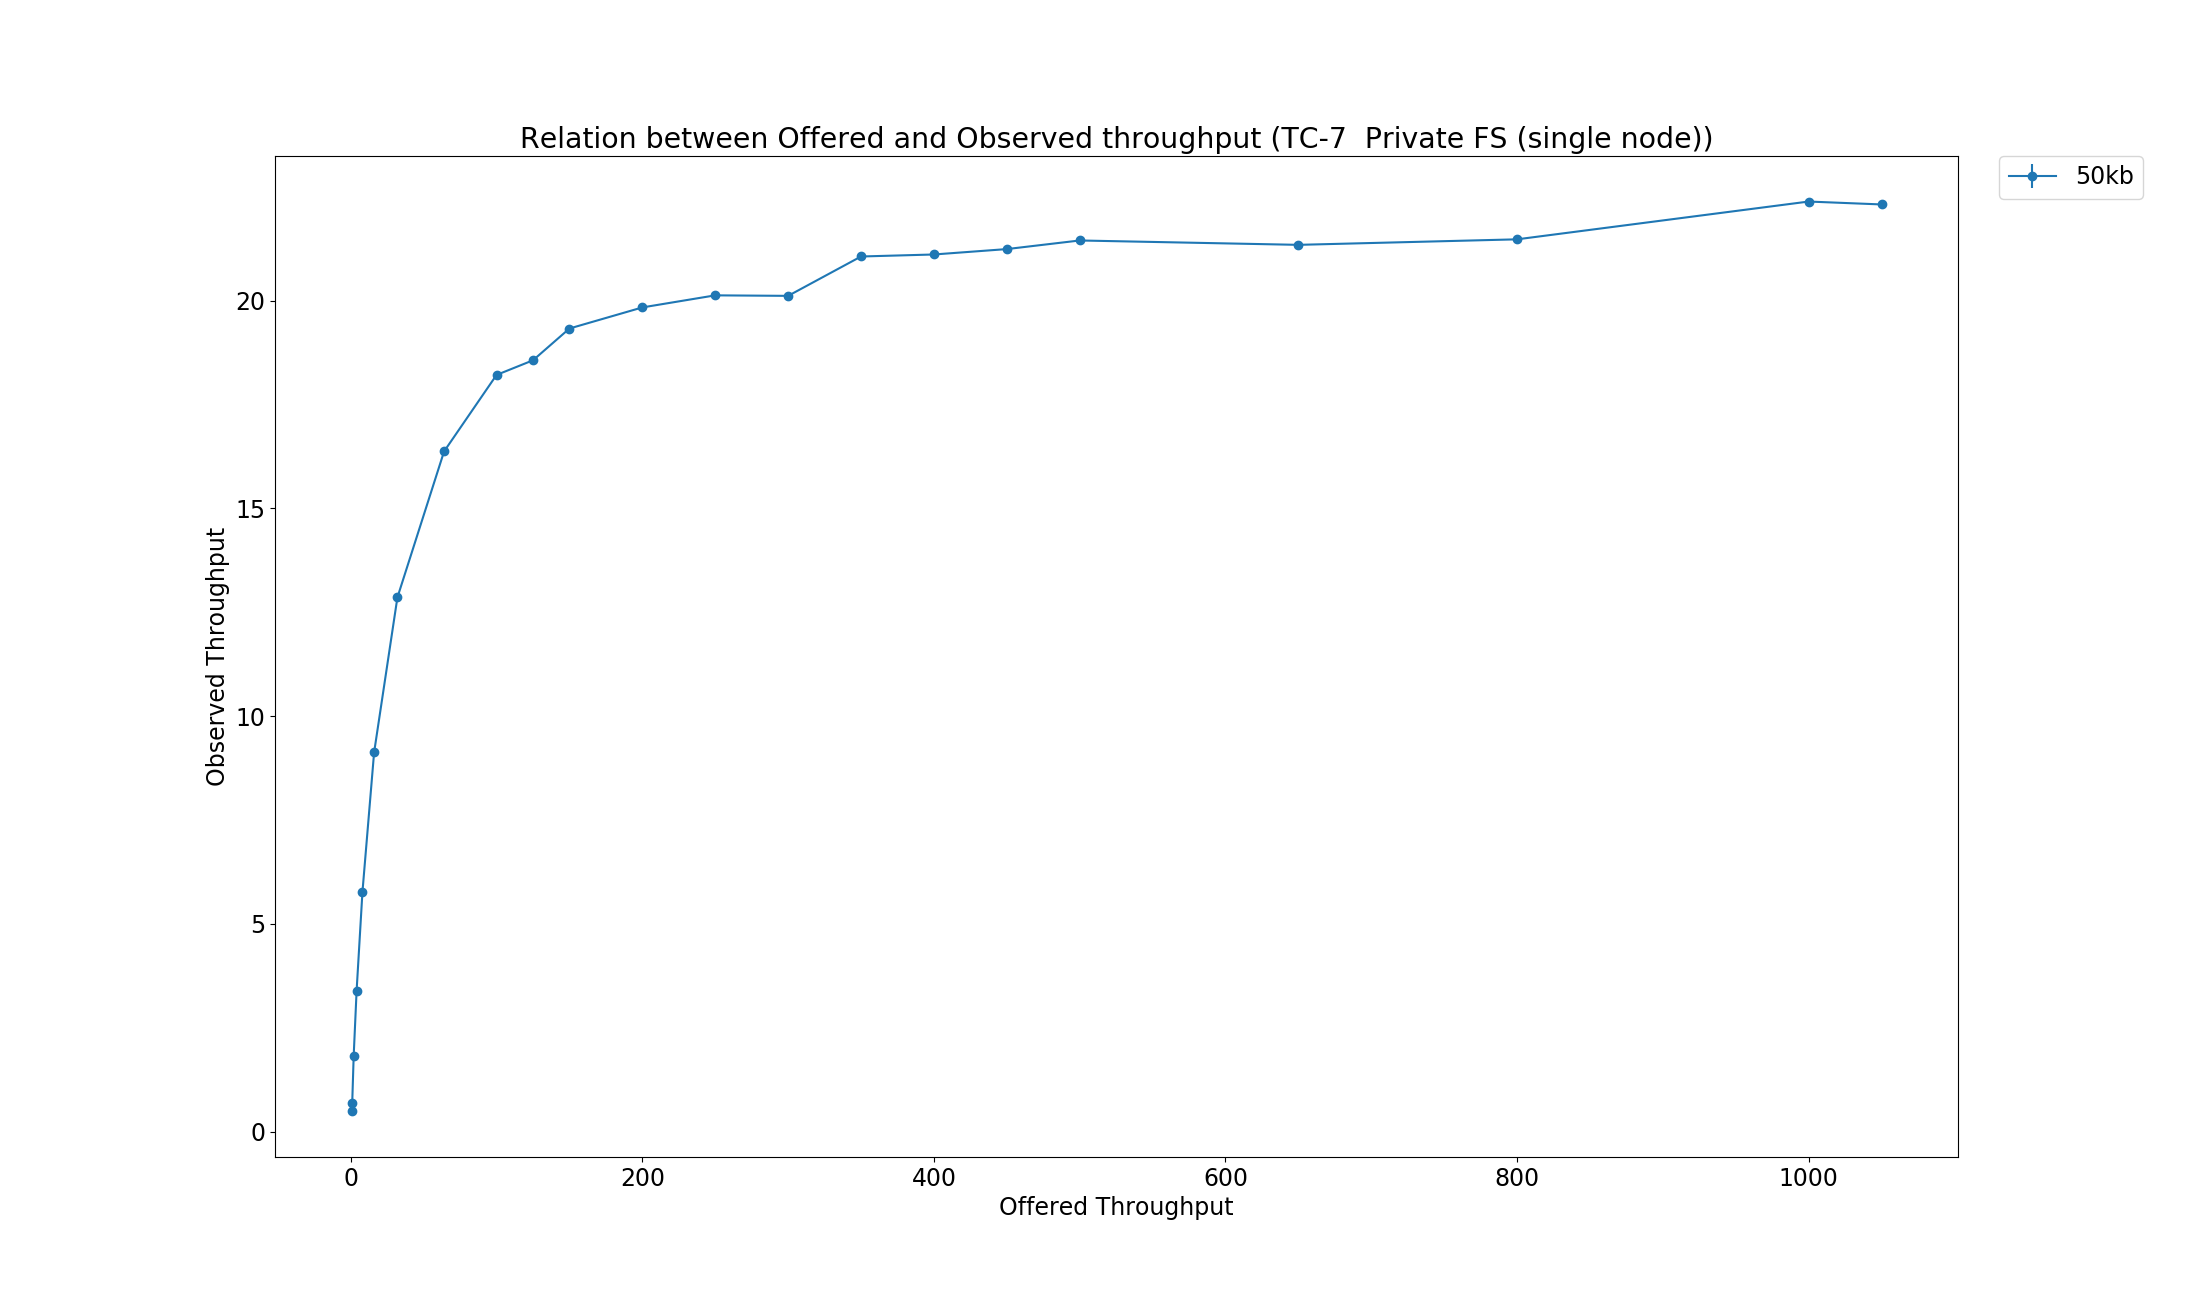 Relation between Offered and Observed throughput (TC-7  Private FS (single node))
50kb
Observed Throughput
20
15
10
5
0
0 200 400 600 800 1000
Offered Throughput